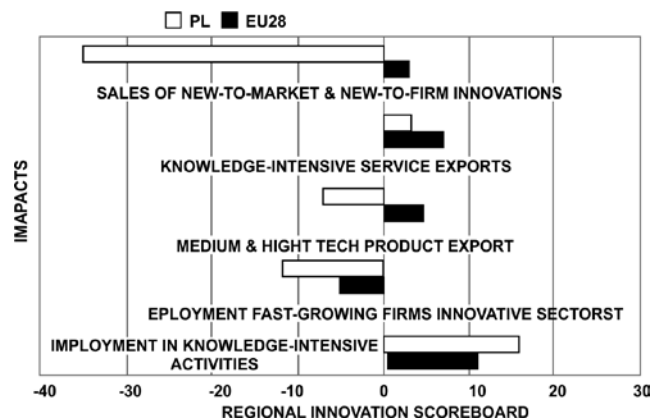 PL EU28
SALES OF NEW-TO-MARKET & NEW-TO-FIRM INNOVATIONS
KNOWLEDGE-INTENSIVE SERVICE EXPORTS
MEDIUM & HIGHT TECH PRODUCT EXPORT
EPLOYMENT FAST-GROWING FIRMS INNOVATIVE SECTORST
IMPLOYMENT IN KNOWLEDGE-INTENSIVE
ACTIVITIES
IMAPACTS
-40 -30 -20 -10 0 10 20 30
REGIONAL INNOVATION SCOREBOARD